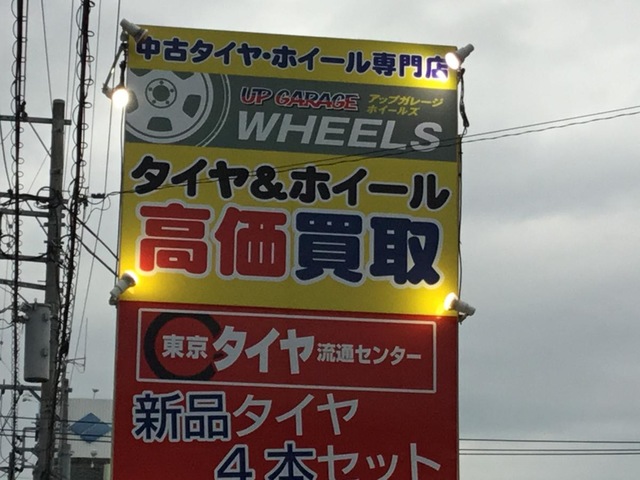 中古タイヤ・ホイール専門店
UP GARAGE アップガレージ
ホイールズ
WHEELS
タイヤ&ホイール
高価買取
東京タイヤ流通センター
新品タイヤ
4本セット